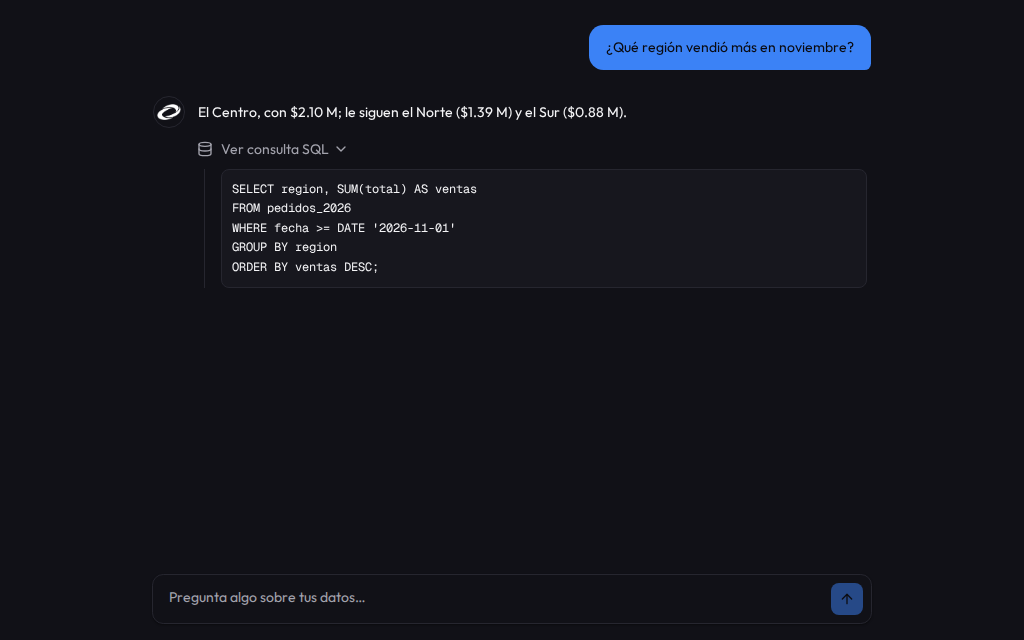 ¿Qué región vendió más en noviembre?
El Centro, con $2.10 M; le siguen el Norte ($1.39 M) y el Sur ($0.88 M).
Ver consulta SQL
SELECT region, SUM(total) AS ventas
FROM pedidos_2026
WHERE fecha >= DATE '2026-11-01'
GROUP BY region
ORDER BY ventas DESC;
Pregunta algo sobre tus datos…